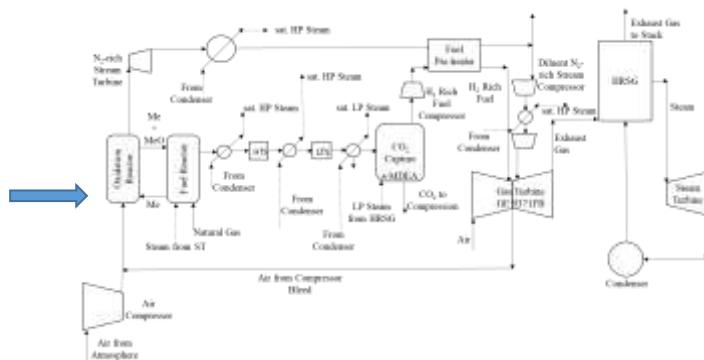 N₂-rich
Stream
Turbine
sat. HP Steam
From
Condenser
Fuel
Pre-heater
Diluent N₂-
rich Stream
Compressor
Exhaust Gas
to Stack
HRSG
Steam
sat. HP Steam
sat. HP Steam
sat. LP Steam
H₂ Rich
Fuel
Compressor
H₂ Rich
Fuel
sat. HP Steam
From
Condenser
Exhaust
Gas
Me
+
MeO
Oxidation
Reactor
Fuel Reactor
HTS
LTS
CO₂
Capture
a-MDEA
Me
From
Condenser
From
Condenser
From
Condenser
LP Steam
from HRSG
CO₂ to
Compression
Gas Turbine
Steam
Turbine
Natural Gas
Steam from ST
Air
Air from Compressor
Bleed
Condenser
Air
Compressor
Air from
Atmosphere